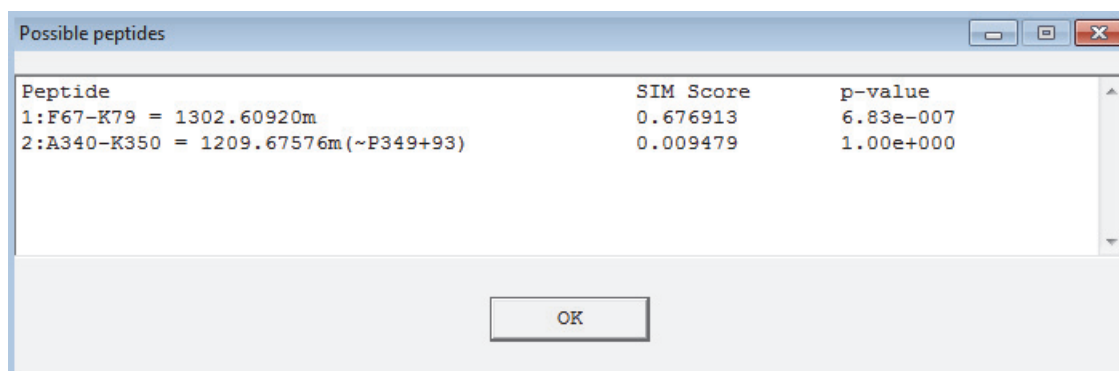 Possible peptides
Peptide SIM Score p-value
1:F67-K79 = 1302.60920m 0.676913 6.83e-007
2:A340-K350 = 1209.67576m(~P349+93) 0.009479 1.00e+000
OK